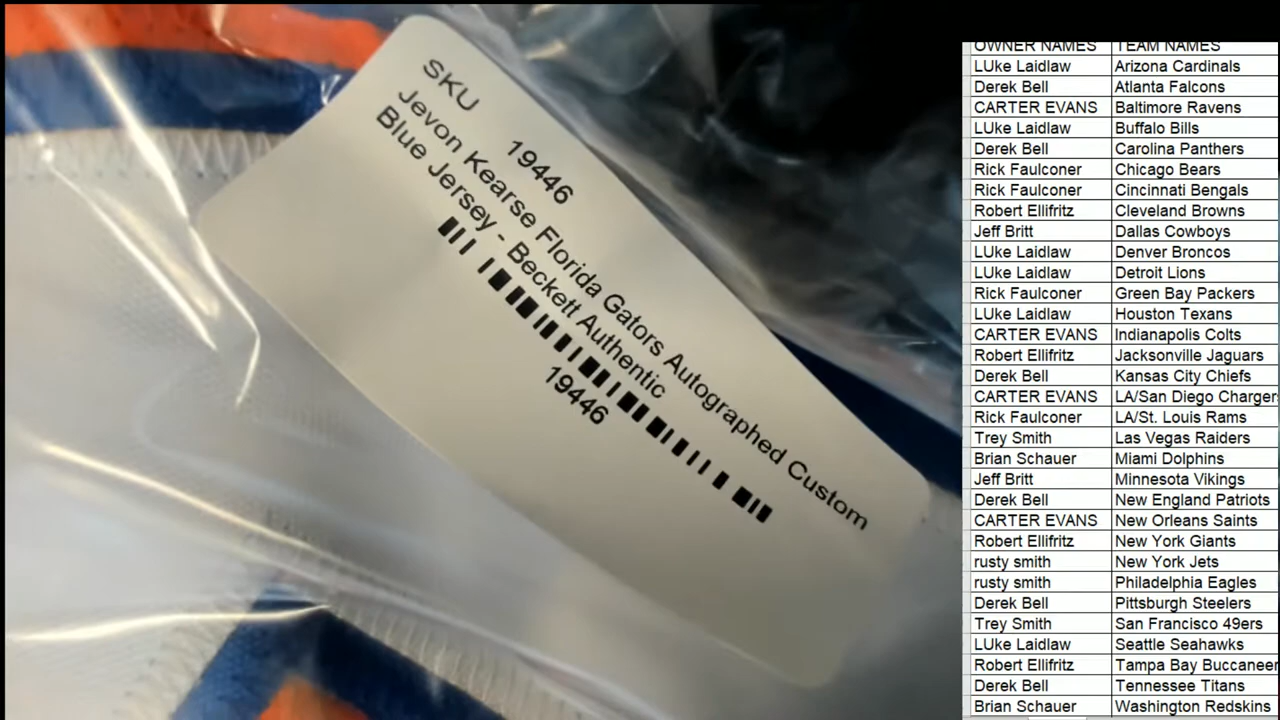 SKU
19446
Jevon Kearse Florida Gators Autographed Custom
Blue Jersey - Beckett Authentic
19446
OWNER NAMES TEAM NAMES
LUke Laidlaw Arizona Cardinals
Derek Bell Atlanta Falcons
CARTER EVANS Baltimore Ravens
LUke Laidlaw Buffalo Bills
Derek Bell Carolina Panthers
Rick Faulconer Chicago Bears
Rick Faulconer Cincinnati Bengals
Robert Ellifritz Cleveland Browns
Jeff Britt Dallas Cowboys
LUke Laidlaw Denver Broncos
LUke Laidlaw Detroit Lions
Rick Faulconer Green Bay Packers
LUke Laidlaw Houston Texans
CARTER EVANS Indianapolis Colts
Robert Ellifritz Jacksonville Jaguars
Derek Bell Kansas City Chiefs
CARTER EVANS LA/San Diego Chargers
Rick Faulconer LA/St. Louis Rams
Trey Smith Las Vegas Raiders
Brian Schauer Miami Dolphins
Jeff Britt Minnesota Vikings
Derek Bell New England Patriots
CARTER EVANS New Orleans Saints
Robert Ellifritz New York Giants
rusty smith New York Jets
rusty smith Philadelphia Eagles
Derek Bell Pittsburgh Steelers
Trey Smith San Francisco 49ers
LUke Laidlaw Seattle Seahawks
Robert Ellifritz Tampa Bay Buccaneer
Derek Bell Tennessee Titans
Brian Schauer Washington Redskins